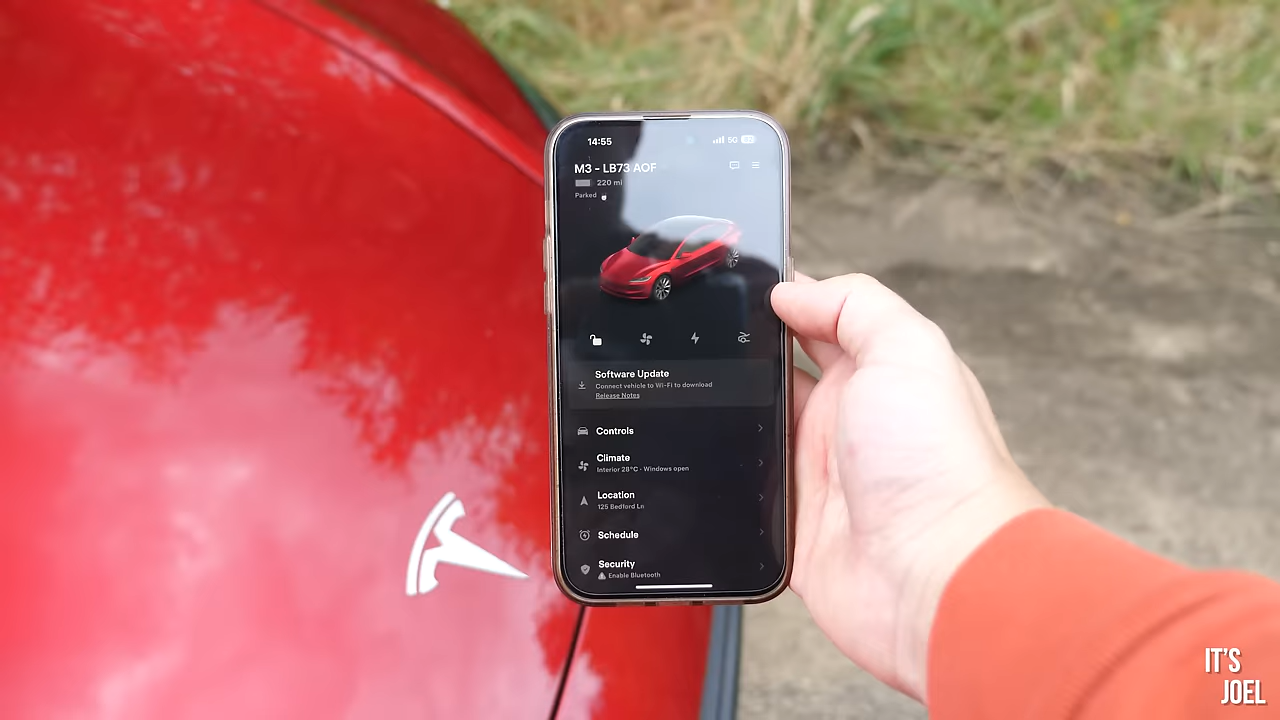 14:55
5G
M3 - LB73 AOF
220 mi
Parked
Software Update
Connect vehicle to Wi-Fi to download
Release Notes
Controls
Climate
Interior 28°C - Windows open
Location
125 Bedford Ln
Schedule
Security
Enable Bluetooth
IT'S
JOEL